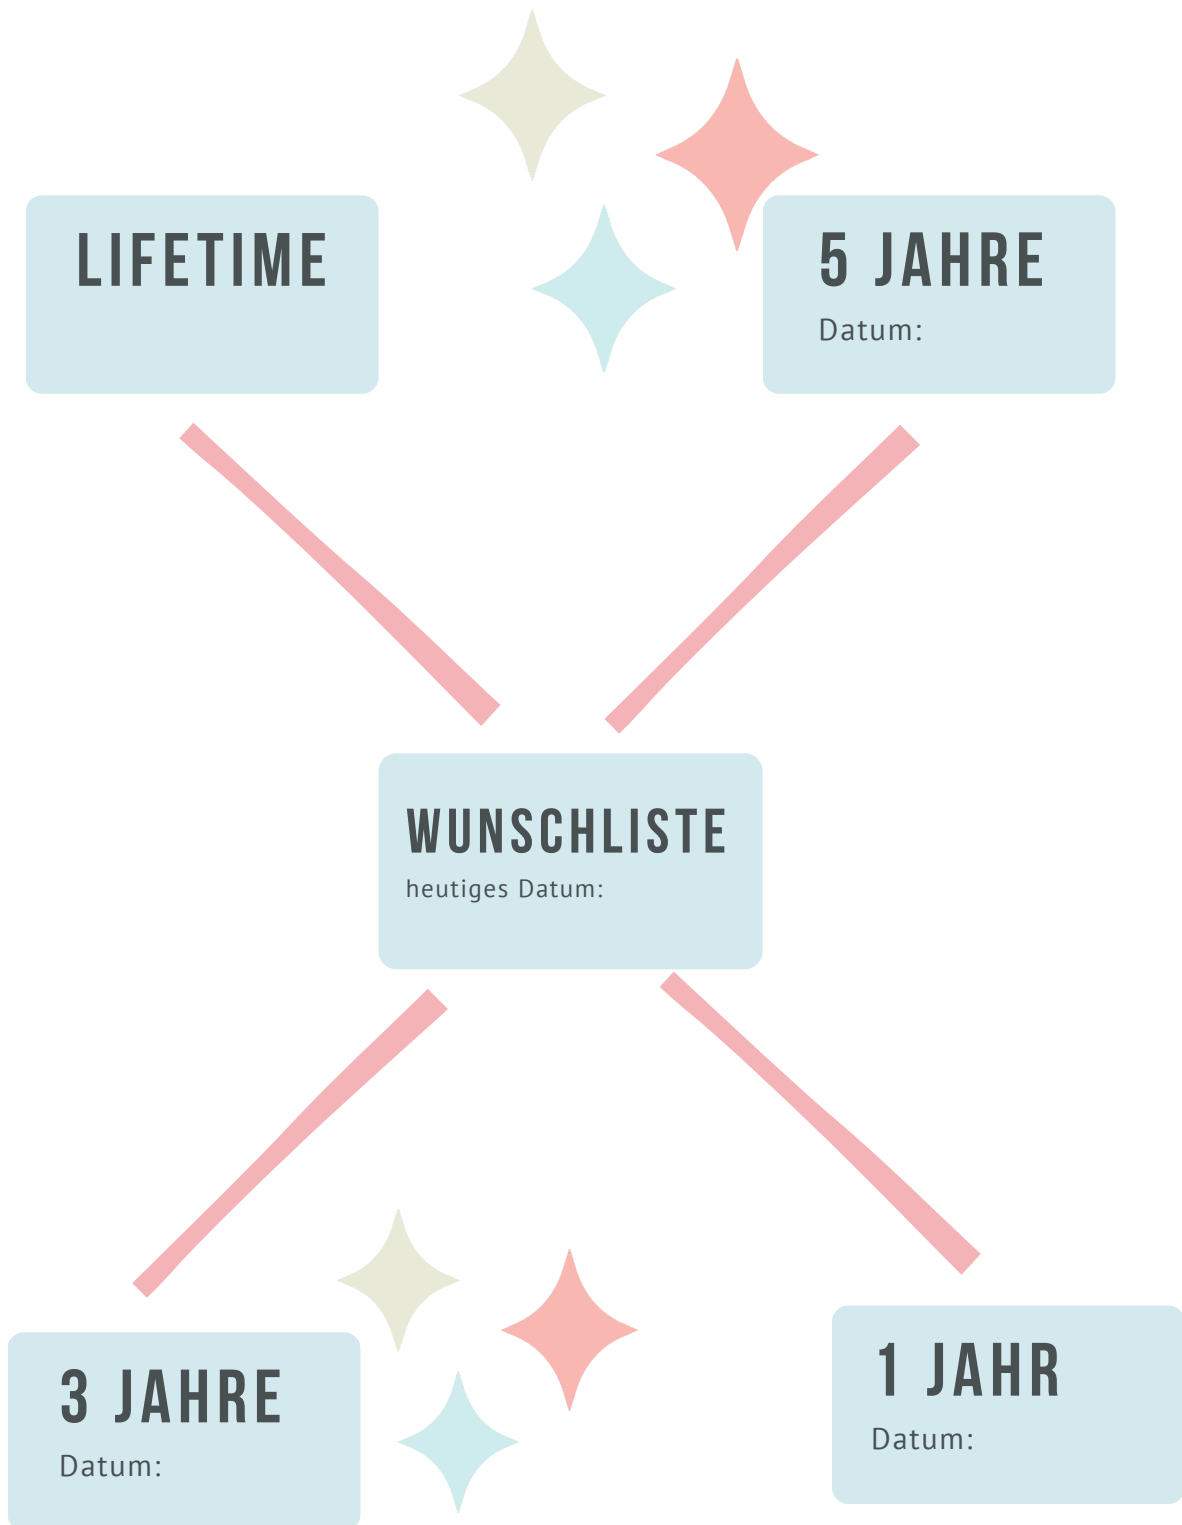 LIFETIME
5 JAHRE
Datum:
WUNSCHLISTE
heutiges Datum:
3 JAHRE
Datum:
1 JAHR
Datum: